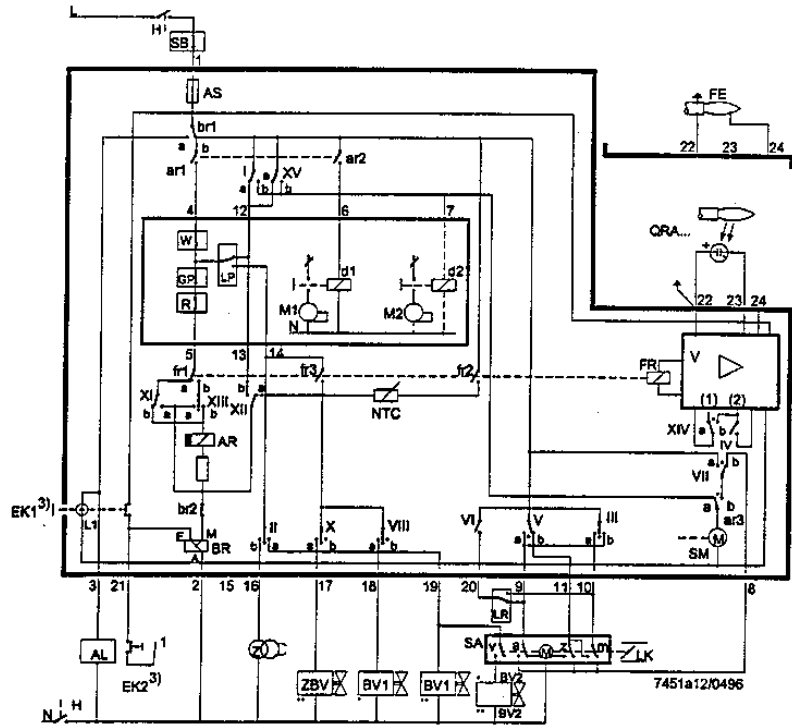 L
H
SB
1
AS
FE
br1
22 23 24
a b
ar1 ar2
I a XV
a b b
4 12 6 7
QRA...
+
W
GP LP
R
d1 d2
M1 M2
N
22 23 24
5 13 14
V
FR
fr1 fr3 fr2
a b b a
XI XIII XII
b a a b
NTC
(1) (2)
XIV a b
IV
AR
a b
VII
EK1 3)
L1
br2
a b
ar3
II X VIII VI V III
M
E
BR
A
b a a b a b a b a b
SM
M
3 21 2 15 16 17 18 19 20 9 11 10 8
LR
AL
1
EK2 3)
Z
SA
v a M z m
LK
ZBV BV1 BV1 BV2
7451a12/0496
BV2
N H